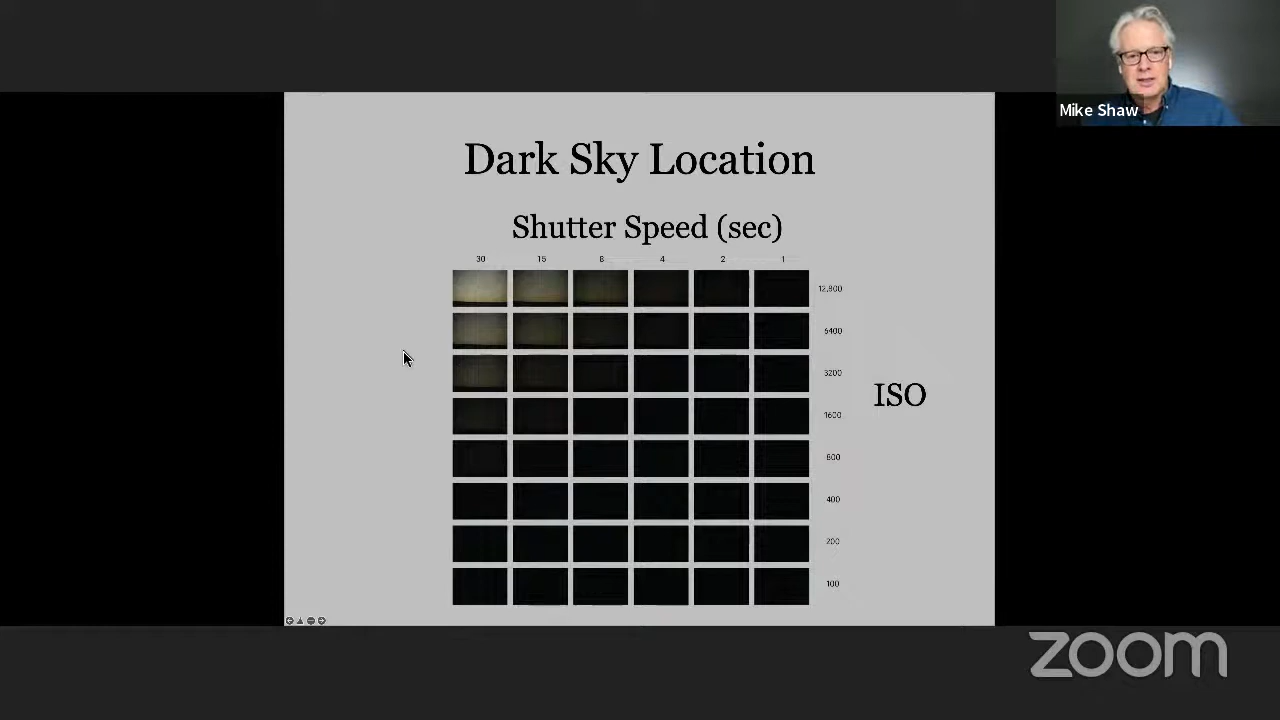 Mike Shaw
Dark Sky Location
Shutter Speed (sec)
30 15 8 4 2 1
12,800
6400
3200
ISO
1600
800
400
200
100
zoom